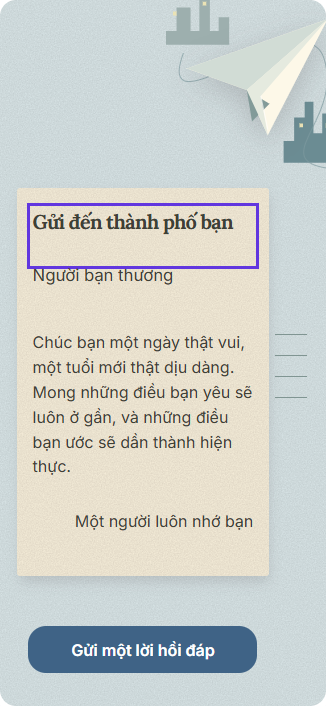 Gửi đến thành phố bạn
Người bạn thương
Chúc bạn một ngày thật vui,
một tuổi mới thật dịu dàng.
Mong những điều bạn yêu sẽ
luôn ở gần, và những điều
bạn ước sẽ dần thành hiện
thực.
Một người luôn nhớ bạn
Gửi một lời hồi đáp